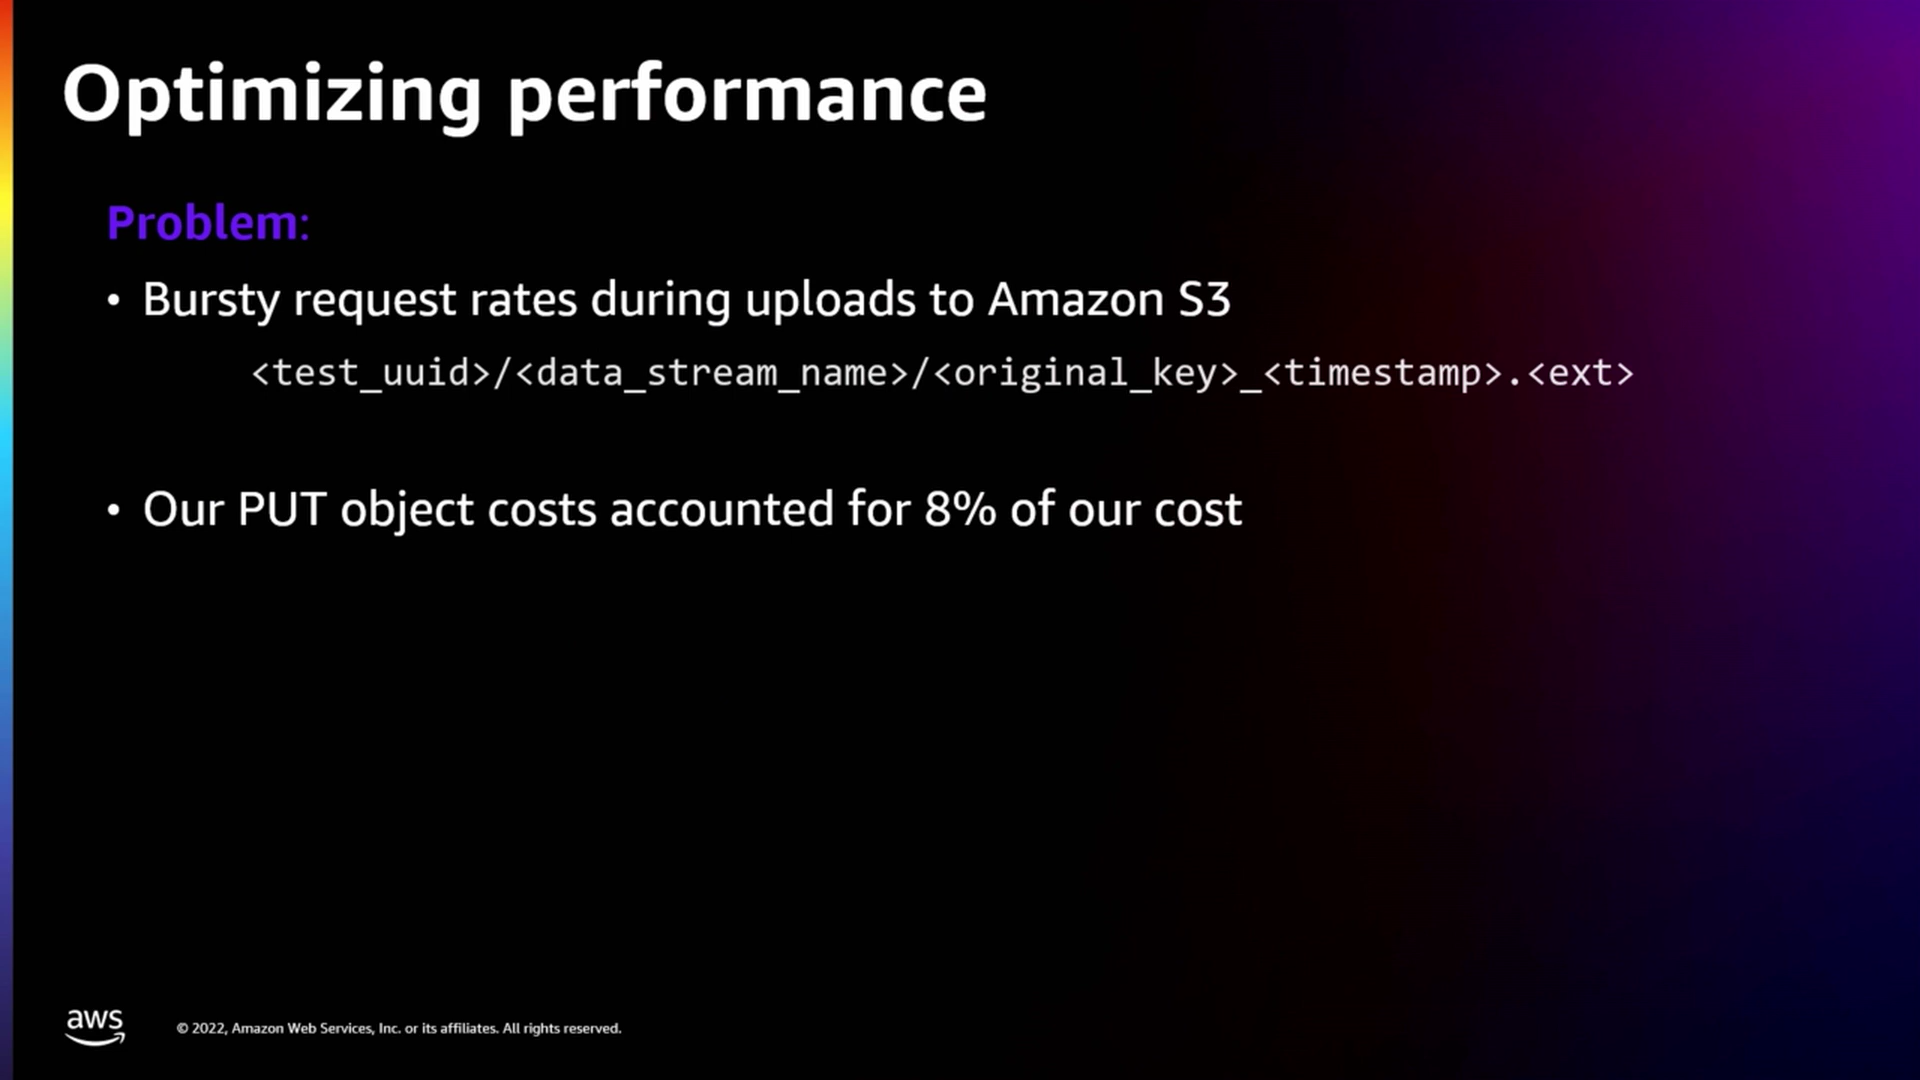 Optimizing performance
Problem:
• Bursty request rates during uploads to Amazon S3
<test_uuid>/<data_stream_name>/<original_key>_<timestamp>.<ext>
• Our PUT object costs accounted for 8% of our cost
aws
© 2022, Amazon Web Services, Inc. or its affiliates. All rights reserved.